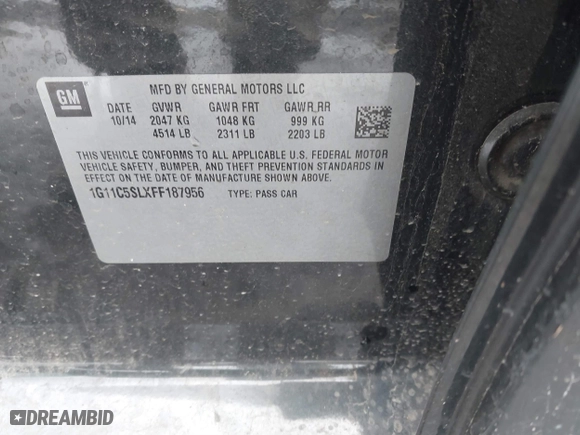 GM
MFD BY GENERAL MOTORS LLC
DATE GVWR GAWR FRT GAWR RR
10/14 2047 KG 1048 KG 999 KG
4514 LB 2311 LB 2203 LB
THIS VEHICLE CONFORMS TO ALL APPLICABLE U.S. FEDERAL MOTOR
VEHICLE SAFETY, BUMPER, AND THEFT PREVENTION STANDARDS
IN EFFECT ON THE DATE OF MANUFACTURE SHOWN ABOVE.
1G11C5SLXFF187956 TYPE: PASS CAR
DREAMBID